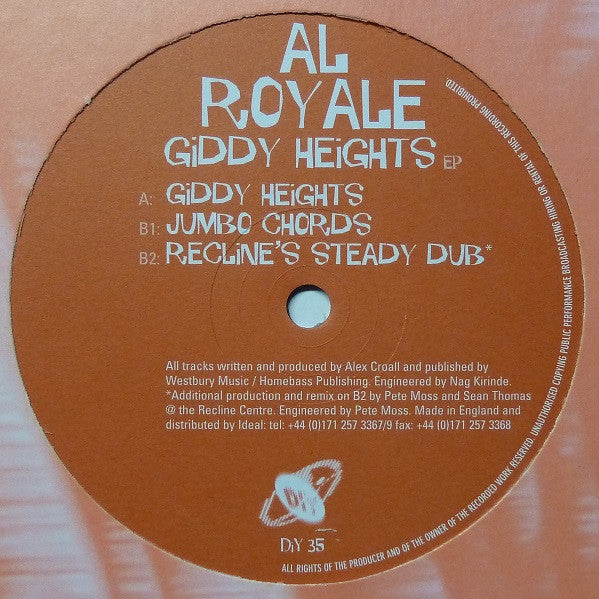 AL
ROYALE
GiDDY HEiGHTS EP
A: GiDDY HEiGHTS
B1: JUMBO CHORDS
B2: RECLiNE'S STEADY DUB*
All tracks written and produced by Alex Croall and published by
Westbury Music / Homebass Publishing. Engineered by Nag Kirinde.
*Additional production and remix on B2 by Pete Moss and Sean Thomas
@ the Recline Centre. Engineered by Pete Moss. Made in England and
distributed by Ideal: tel: +44 (0)171 257 3367/9 fax: +44 (0)171 257 3368
DiY
DiY 35
ALL RIGHTS OF THE PRODUCER AND OF THE OWNER OF THE RECORDED WORK RESERVED. UNAUTHORISED COPYING PUBLIC PERFORMANCE BROADCASTING HIRING OR RENTAL OF THIS RECORDING PROHIBITED